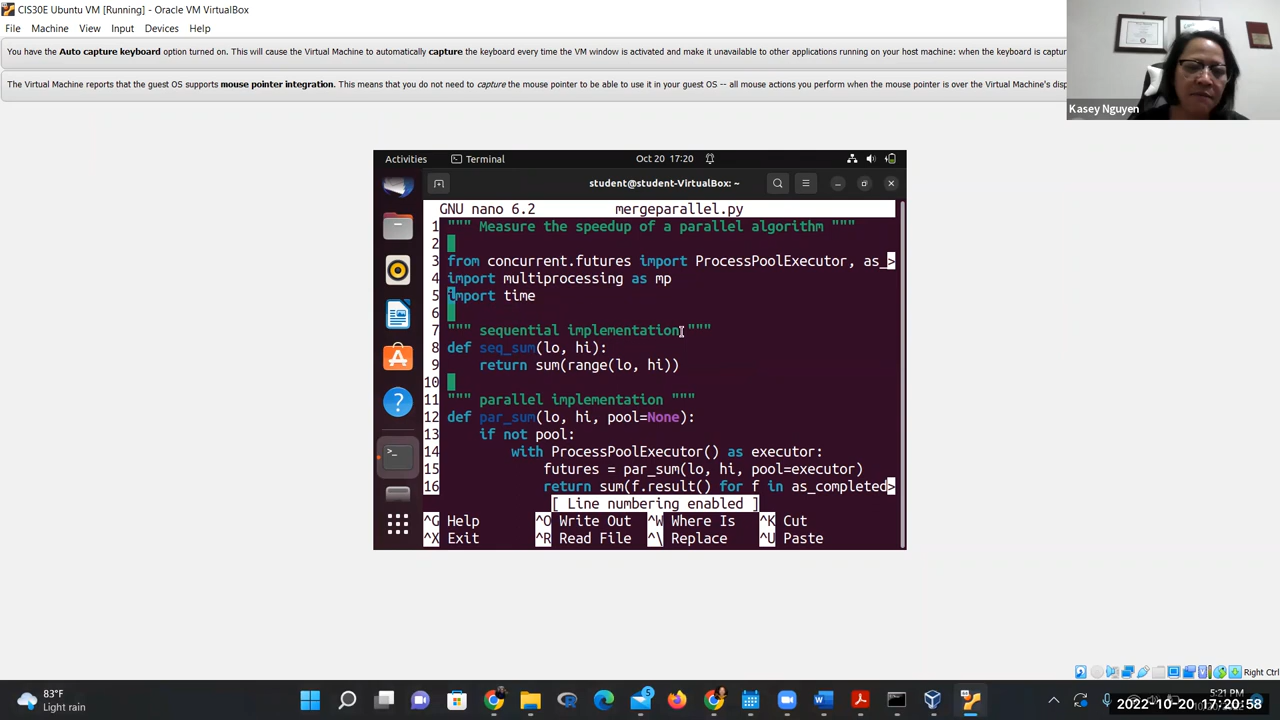 CIS30E Ubuntu VM [Running] - Oracle VM VirtualBox
File Machine View Input Devices Help
You have the Auto capture keyboard option turned on. This will cause the Virtual Machine to automatically capture the keyboard every time the VM window is activated and make it unavailable to other applications running on your host machine: when the keyboard is captur
The Virtual Machine reports that the guest OS supports mouse pointer integration. This means that you do not need to capture the mouse pointer to be able to use it in your guest OS -- all mouse actions you perform when the mouse pointer is over the Virtual Machine's disp
Kasey Nguyen
Activities Terminal Oct 20 17:20
student@student-VirtualBox: ~
GNU nano 6.2 mergeparallel.py
1 """ Measure the speedup of a parallel algorithm """
2
3 from concurrent.futures import ProcessPoolExecutor, as_>
4 import multiprocessing as mp
5 import time
6
7 """ sequential implementation """
8 def seq_sum(lo, hi):
9 return sum(range(lo, hi))
10
11 """ parallel implementation """
12 def par_sum(lo, hi, pool=None):
13 if not pool:
14 with ProcessPoolExecutor() as executor:
15 futures = par_sum(lo, hi, pool=executor)
16 return sum(f.result() for f in as_completed>
[ Line numbering enabled ]
^G Help ^O Write Out ^W Where Is ^K Cut
^X Exit ^R Read File ^\ Replace ^U Paste
Right Ctrl
83°F
Light rain
5
5:21 PM
2022-10-20 17:20:58